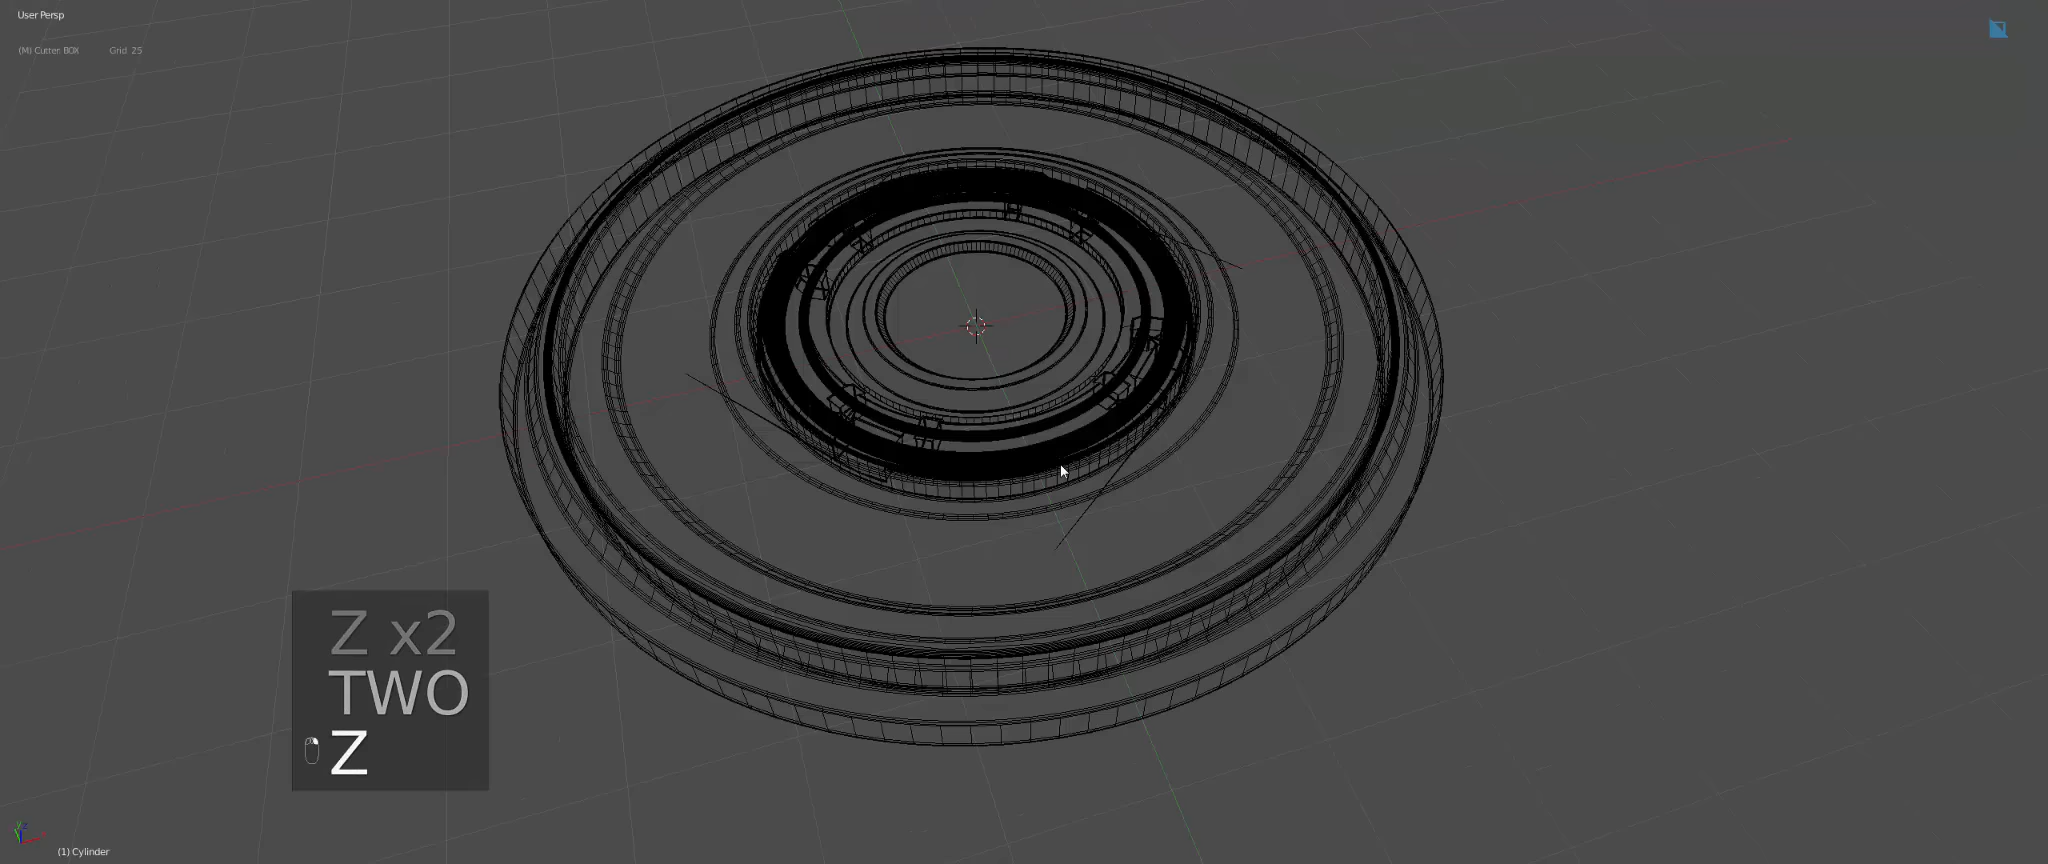 User Persp
(M) Cutter BOX Grid 25
Z x2
TWO
Z
(1) Cylinder